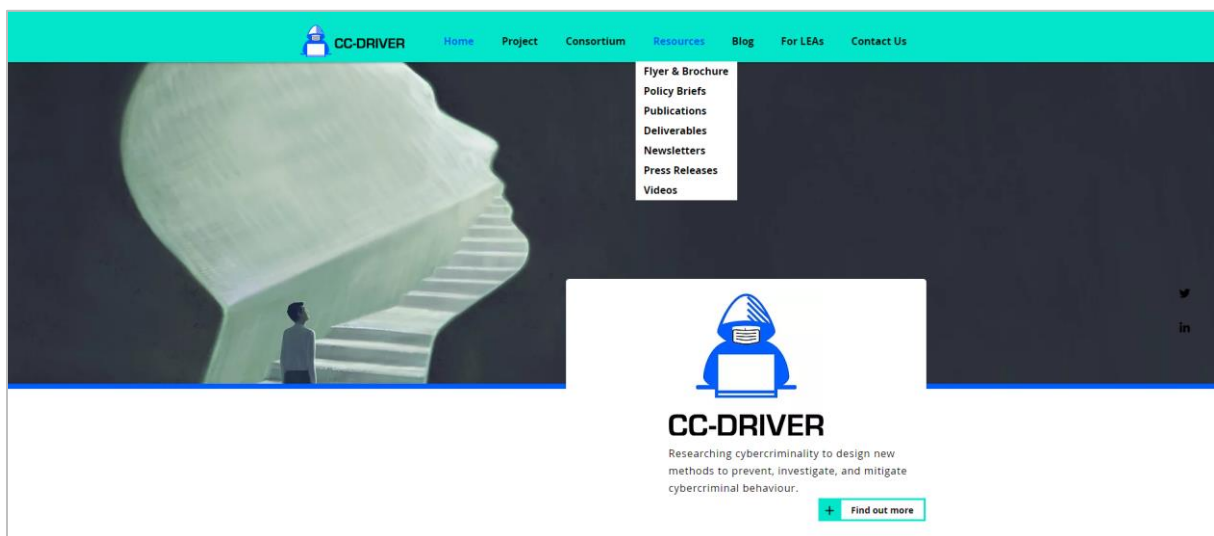 CC-DRIVER Home Project Consortium Resources Blog For LEAs Contact Us
Flyer & Brochure
Policy Briefs
Publications
Deliverables
Newsletters
Press Releases
Videos
in
CC-DRIVER
Researching cybercriminality to design new
methods to prevent, investigate, and mitigate
cybercriminal behaviour.
+ Find out more